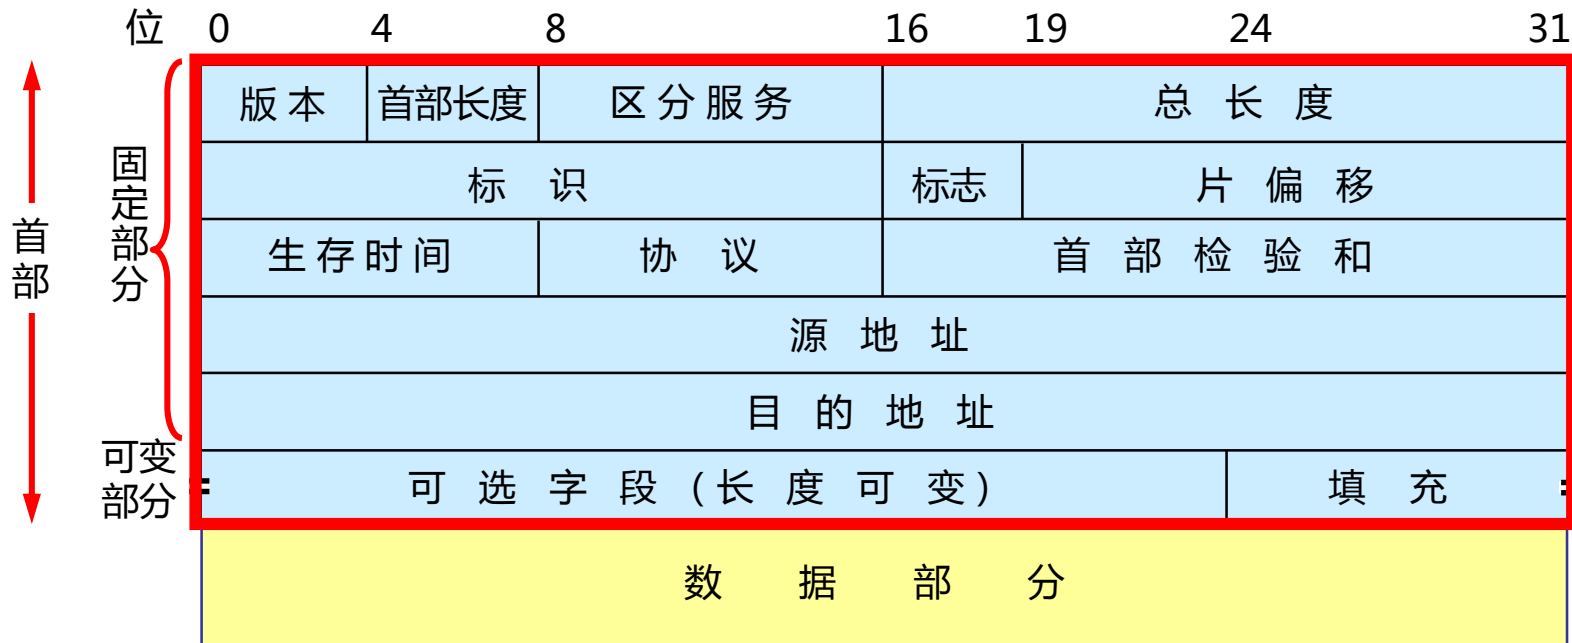 位 0 4 8 16 19 24 31
版本 首部长度 区分服务 总长度
标识 标志 片偏移
生存时间 协议 首部检验和
源地址
目的地址
可选字段(长度可变) 填充
数据部分
首部
固定部分
可变部分